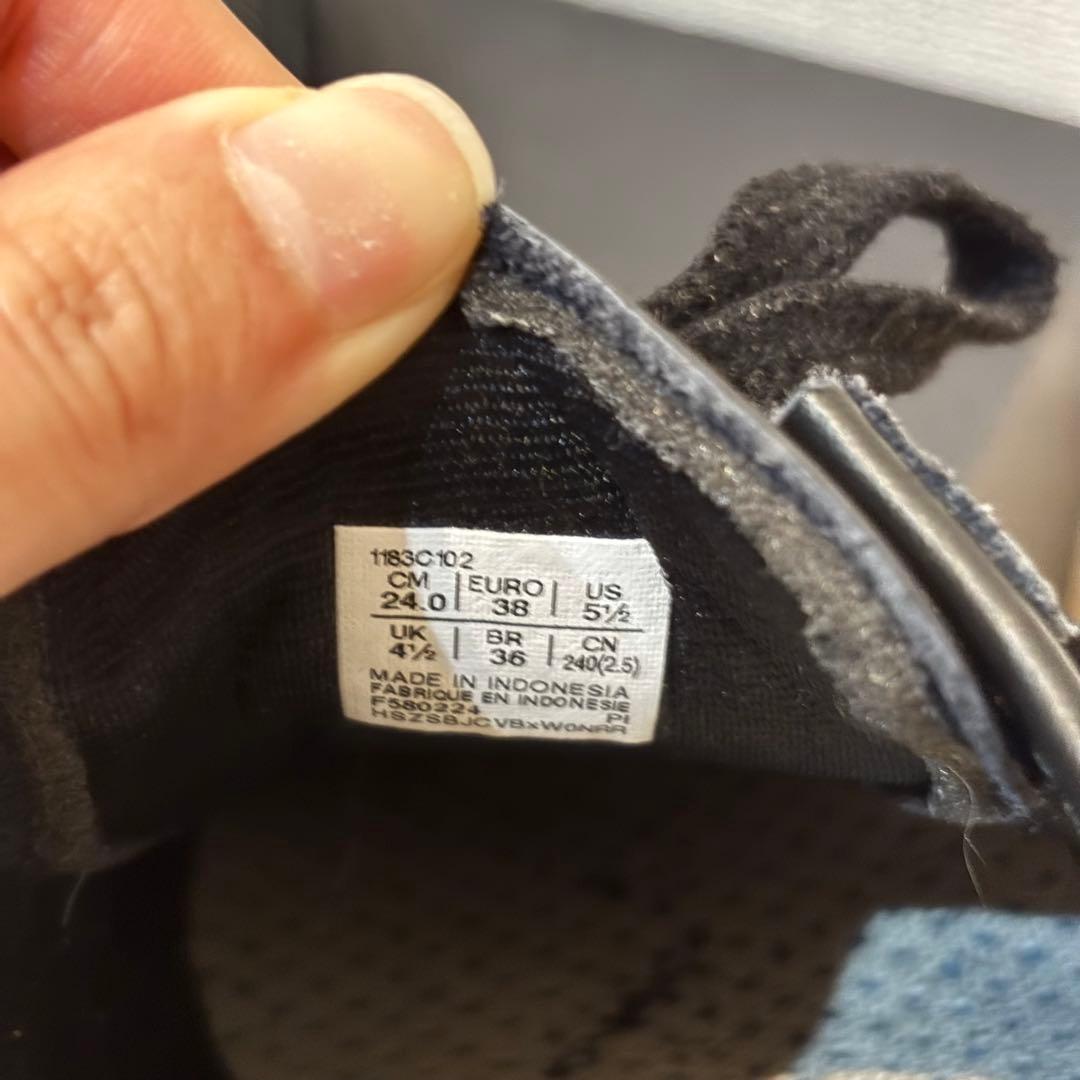 1183C102
CM | EURO | US
24.0 | 38 | 5½
UK | BR | CN
4½ | 36 | 240(2.5)
MADE IN INDONESIA
FABRIQUE EN INDONESIE
F580224 PI
HSZSBJCVBxW0NRR